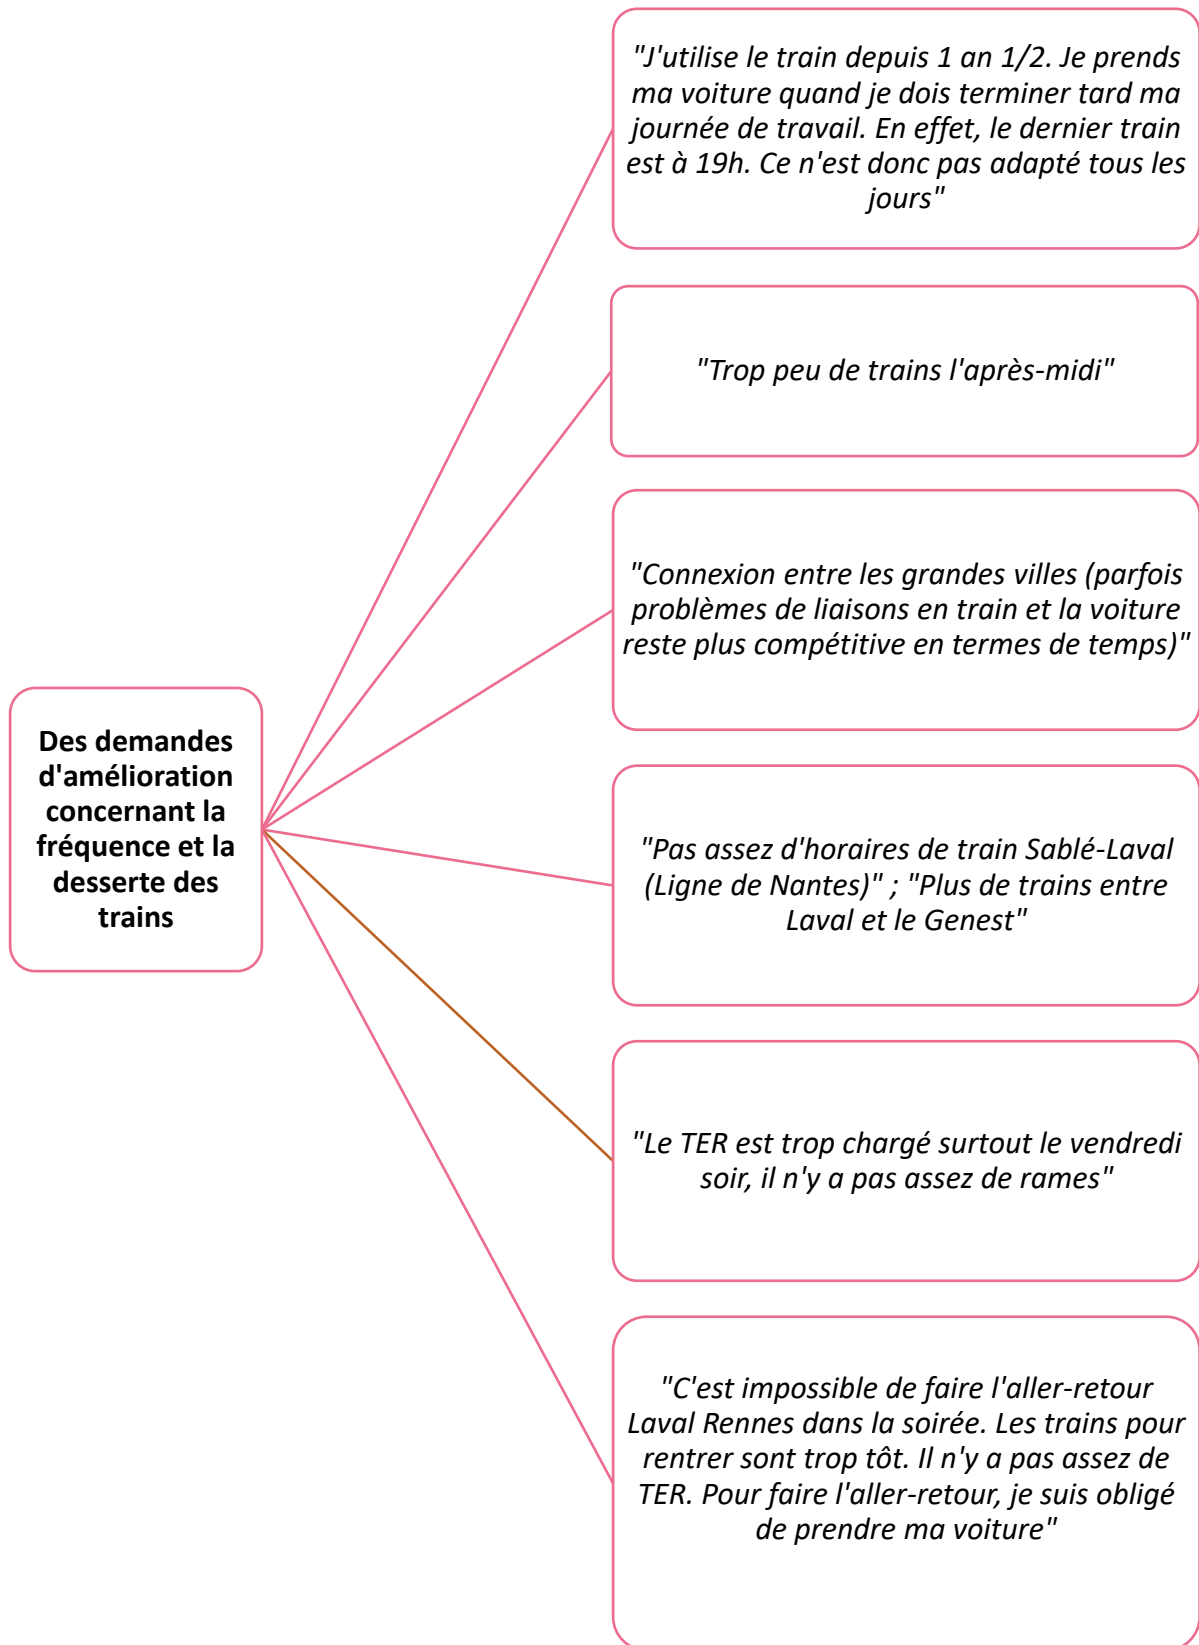 "J'utilise le train depuis 1 an 1/2. Je prends
ma voiture quand je dois terminer tard ma
journée de travail. En effet, le dernier train
est à 19h. Ce n'est donc pas adapté tous les
jours"
"Trop peu de trains l'après-midi"
"Connexion entre les grandes villes (parfois
problèmes de liaisons en train et la voiture
reste plus compétitive en termes de temps)"
Des demandes
d'amélioration
concernant la
fréquence et la
desserte des
trains
"Pas assez d'horaires de train Sablé-Laval
(Ligne de Nantes)" ; "Plus de trains entre
Laval et le Genest"
"Le TER est trop chargé surtout le vendredi
soir, il n'y a pas assez de rames"
"C'est impossible de faire l'aller-retour
Laval Rennes dans la soirée. Les trains pour
rentrer sont trop tôt. Il n'y a pas assez de
TER. Pour faire l'aller-retour, je suis obligé
de prendre ma voiture"